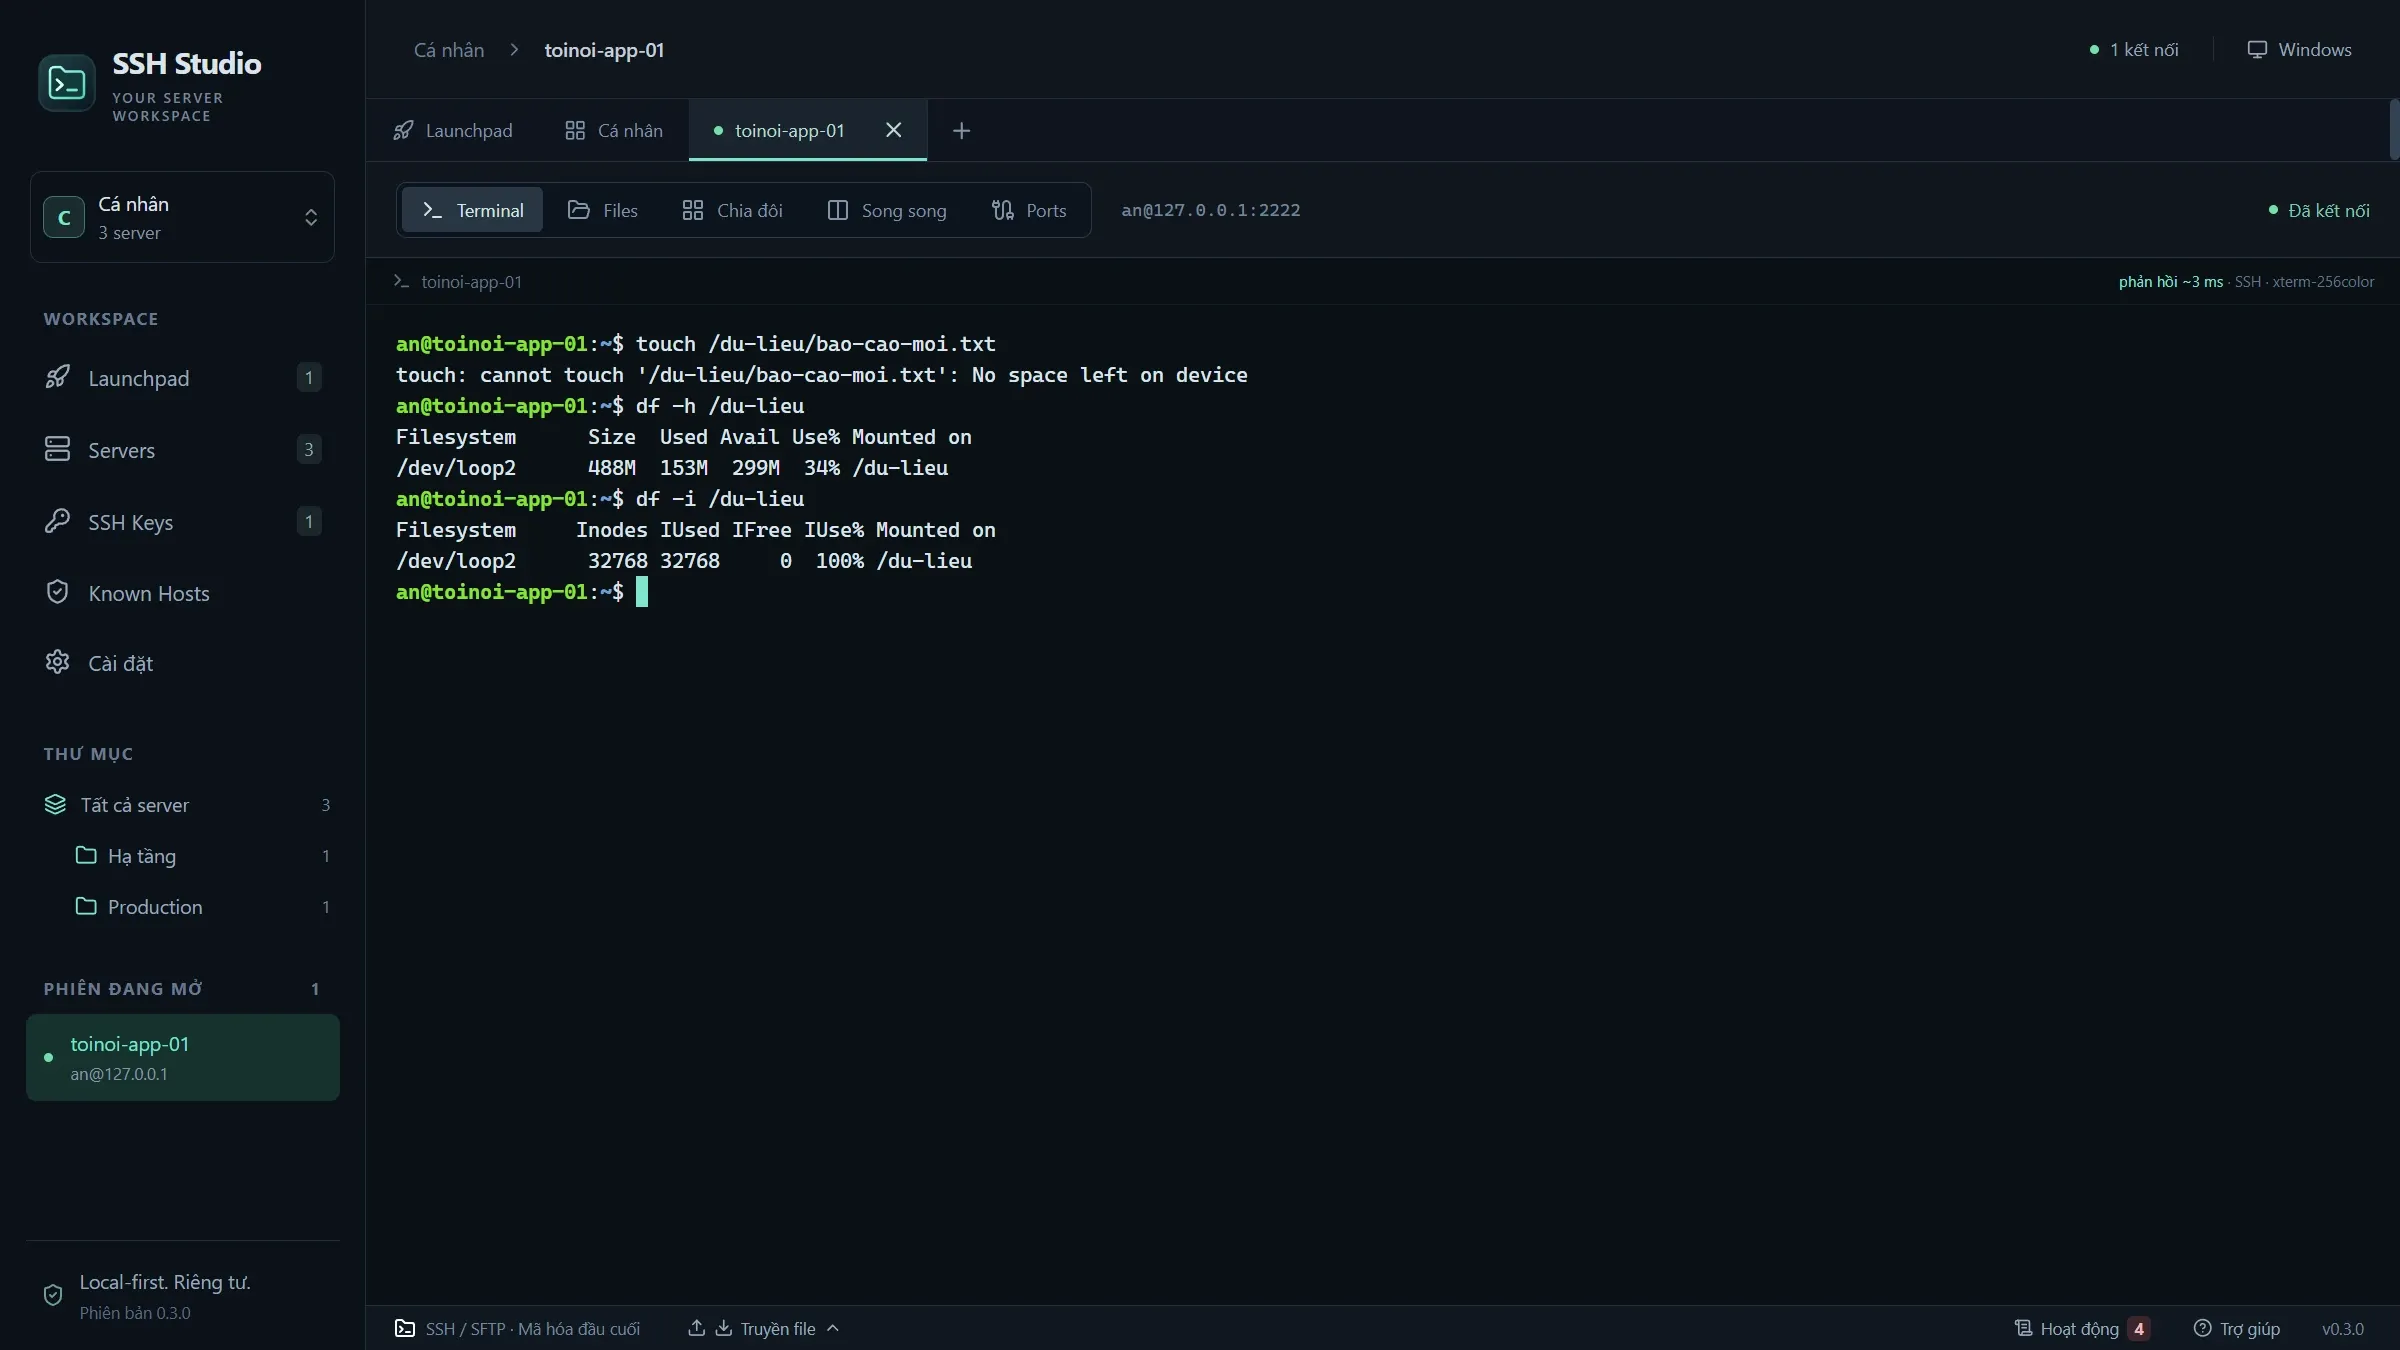 SSH Studio
YOUR SERVER
WORKSPACE
C
Cá nhân
3 server
WORKSPACE
Launchpad 1
Servers 3
SSH Keys 1
Known Hosts
Cài đặt
THƯ MỤC
Tất cả server 3
Hạ tầng 1
Production 1
PHIÊN ĐANG MỞ 1
toinoi-app-01
an@127.0.0.1
Local-first. Riêng tư.
Phiên bản 0.3.0
Cá nhân > toinoi-app-01
1 kết nối
Windows
Launchpad
Cá nhân
toinoi-app-01
Terminal
Files
Chia đôi
Song song
Ports
an@127.0.0.1:2222
Đã kết nối
toinoi-app-01
phản hồi ~3 ms · SSH · xterm-256color
an@toinoi-app-01:~$ touch /du-lieu/bao-cao-moi.txt
touch: cannot touch '/du-lieu/bao-cao-moi.txt': No space left on device
an@toinoi-app-01:~$ df -h /du-lieu
Filesystem      Size  Used Avail Use% Mounted on
/dev/loop2      488M  153M  299M  34% /du-lieu
an@toinoi-app-01:~$ df -i /du-lieu
Filesystem     Inodes IUsed IFree IUse% Mounted on
/dev/loop2      32768 32768     0  100% /du-lieu
an@toinoi-app-01:~$
SSH / SFTP · Mã hóa đầu cuối
Truyền file
Hoạt động 4
Trợ giúp
v0.3.0